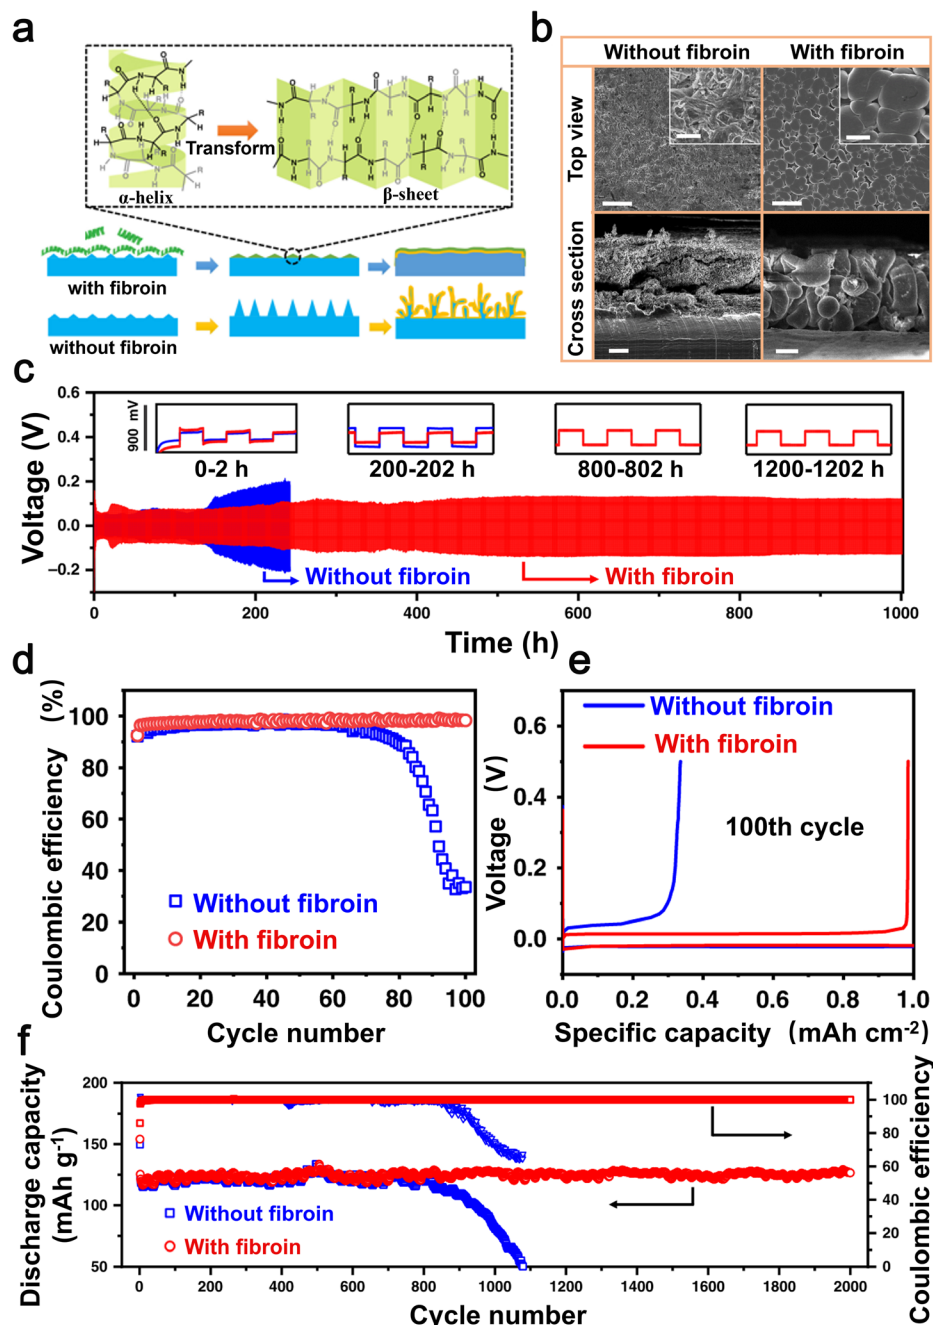 a
Transform
α-helix
β-sheet
with fibroin
without fibroin
b
Without fibroin
With fibroin
Top view
Cross section
c
0.6
0.4
0.2
0.0
−0.2
Voltage (V)
900 mV
0-2 h
200-202 h
800-802 h
1200-1202 h
Without fibroin
With fibroin
0
200
400
600
800
1000
Time (h)
d
Coulombic efficiency (%)
100
80
60
40
20
0
Without fibroin
With fibroin
0
20
40
60
80
100
Cycle number
e
Voltage (V)
0.6
0.4
0.2
0.0
Without fibroin
With fibroin
100th cycle
0.0
0.2
0.4
0.6
0.8
1.0
Specific capacity (mAh cm-2)
f
Discharge capacity
(mAh g-1)
200
150
100
50
Without fibroin
With fibroin
100
80
60
40
20
0
Coulombic efficiency
0
200
400
600
800
1000
1200
1400
1600
1800
2000
Cycle number